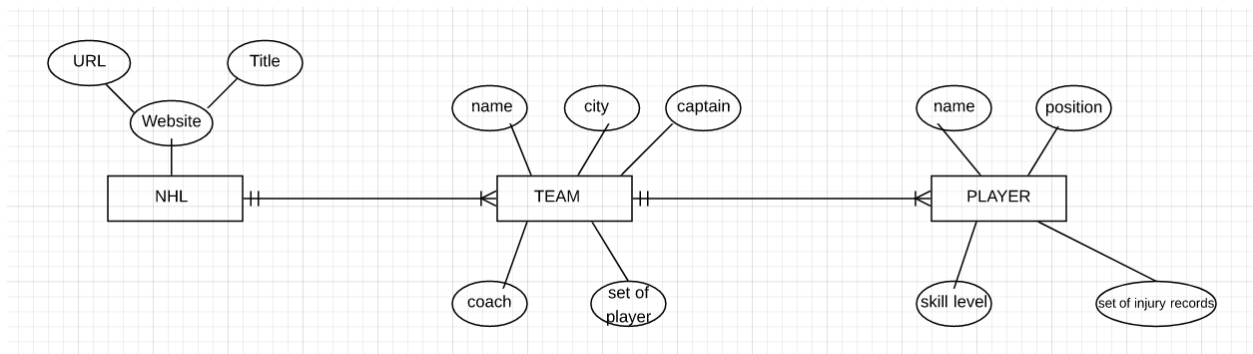 URL
Title
Website
NHL
name
city
captain
TEAM
coach
set of
player
name
position
PLAYER
skill level
set of injury records